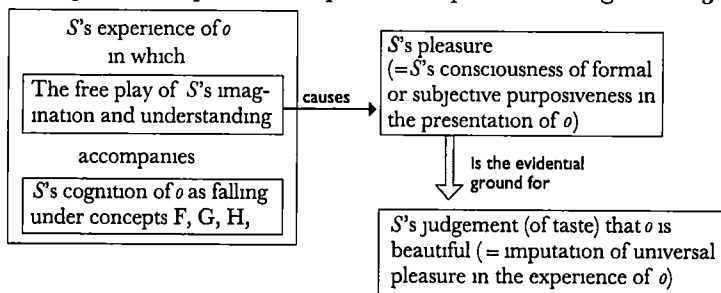 S's experience of o
in which
The free play of S's imag-
ination and understanding
accompanies
S's cognition of o as falling
under concepts F, G, H,
causes
S's pleasure
(=S's consciousness of formal
or subjective purposiveness in
the presentation of o)
Is the evidential
ground for
S's judgement (of taste) that o is
beautiful (= imputation of universal
pleasure in the experience of o)